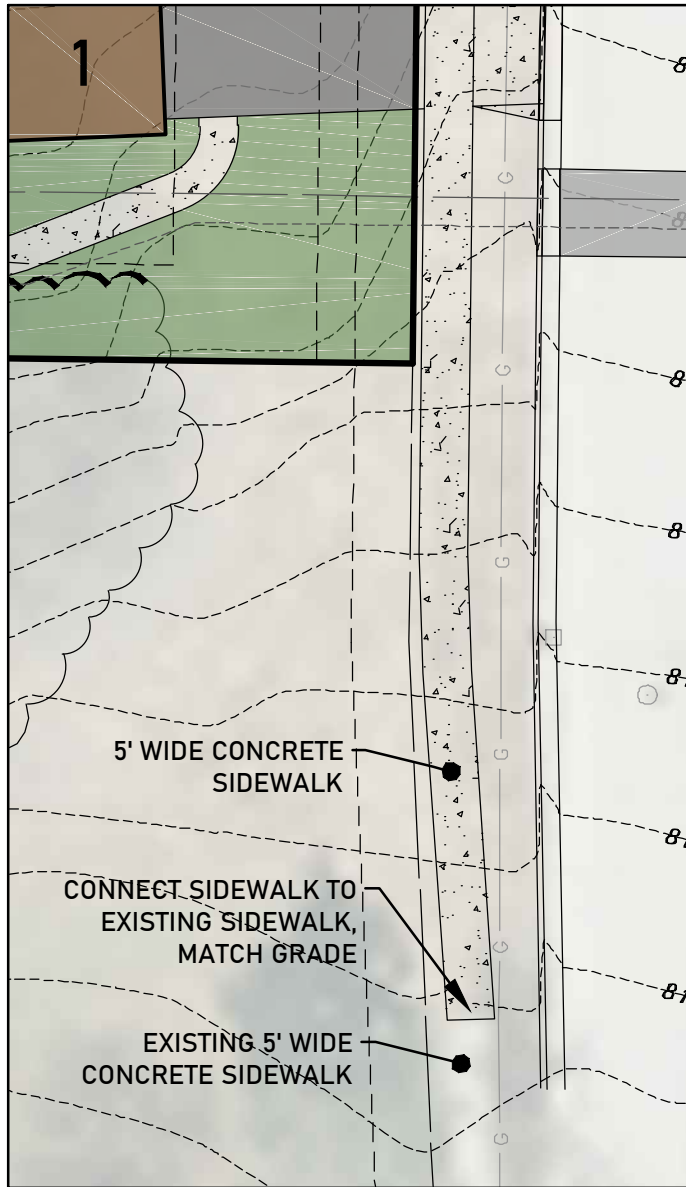 1
G
G
G
G
G
G
5' WIDE CONCRETE
SIDEWALK
CONNECT SIDEWALK TO
EXISTING SIDEWALK,
MATCH GRADE
EXISTING 5' WIDE
CONCRETE SIDEWALK